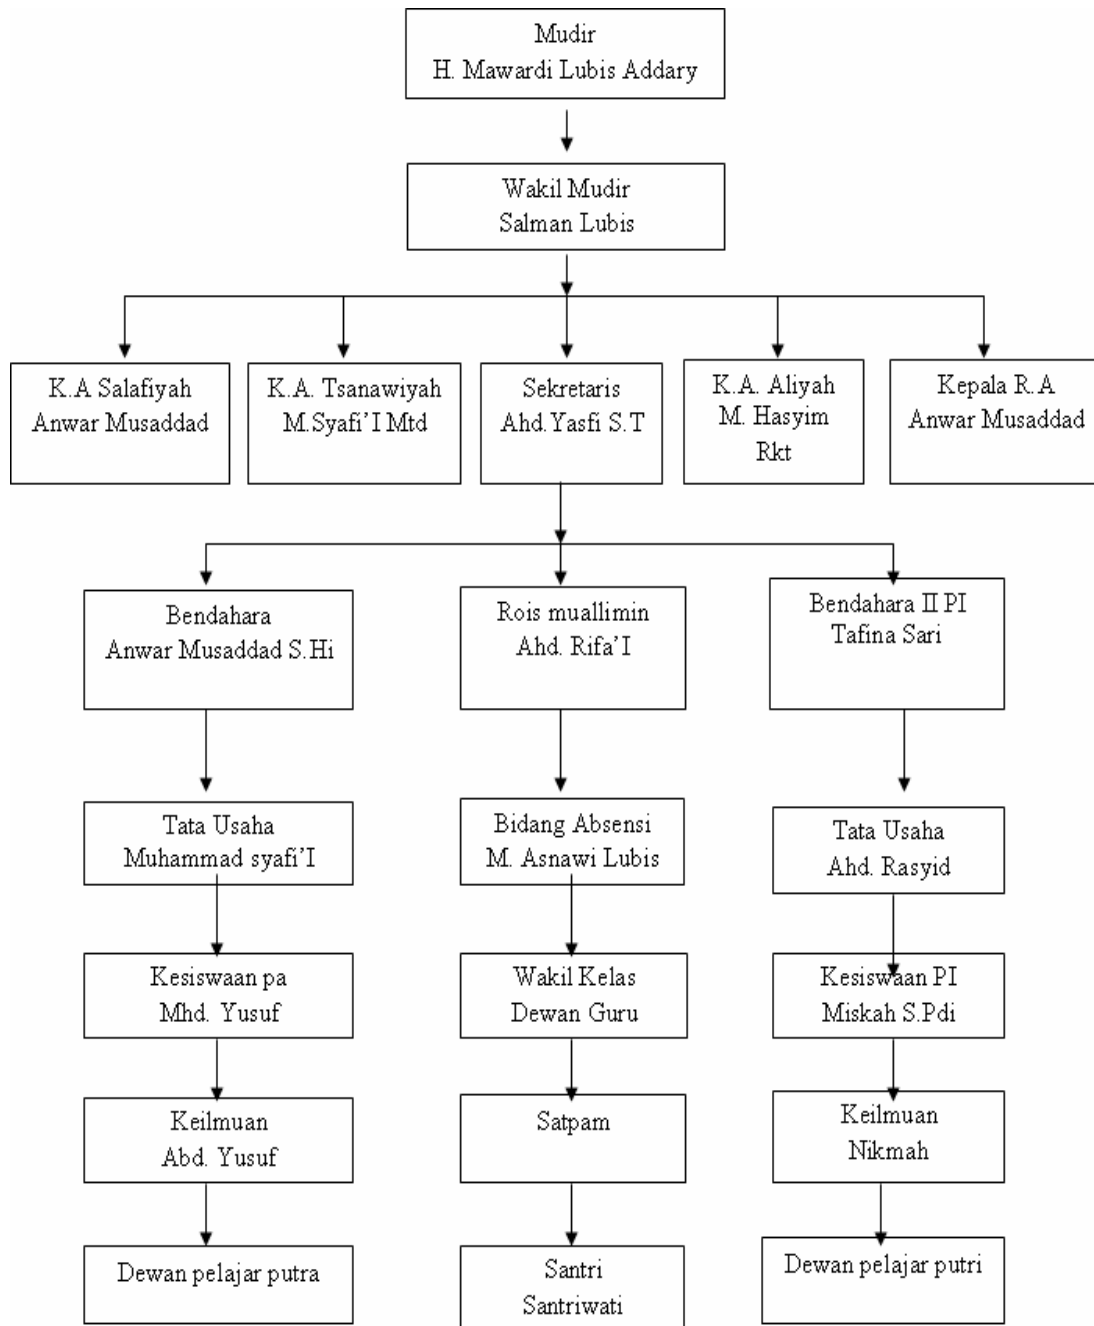 Mudir
H. Mawardi Lubis Addary
Wakil Mudir
Salman Lubis
K.A Salafiyah
Anwar Musaddad
K.A. Tsanawiyah
M.Syafi’I Mtd
Sekretaris
Ahd.Yasfi S.T
K.A. Aliyah
M. Hasyim
Rkt
Kepala R.A
Anwar Musaddad
Bendahara
Anwar Musaddad S.Hi
Rois muallimin
Ahd. Rifa’I
Bendahara II PI
Tafina Sari
Tata Usaha
Muhammad syafi’I
Bidang Absensi
M. Asnawi Lubis
Tata Usaha
Ahd. Rasyid
Kesiswaan pa
Mhd. Yusuf
Wakil Kelas
Dewan Guru
Kesiswaan PI
Miskah S.Pdi
Keilmuan
Abd. Yusuf
Satpam
Keilmuan
Nikmah
Dewan pelajar putra
Santri
Santriwati
Dewan pelajar putri